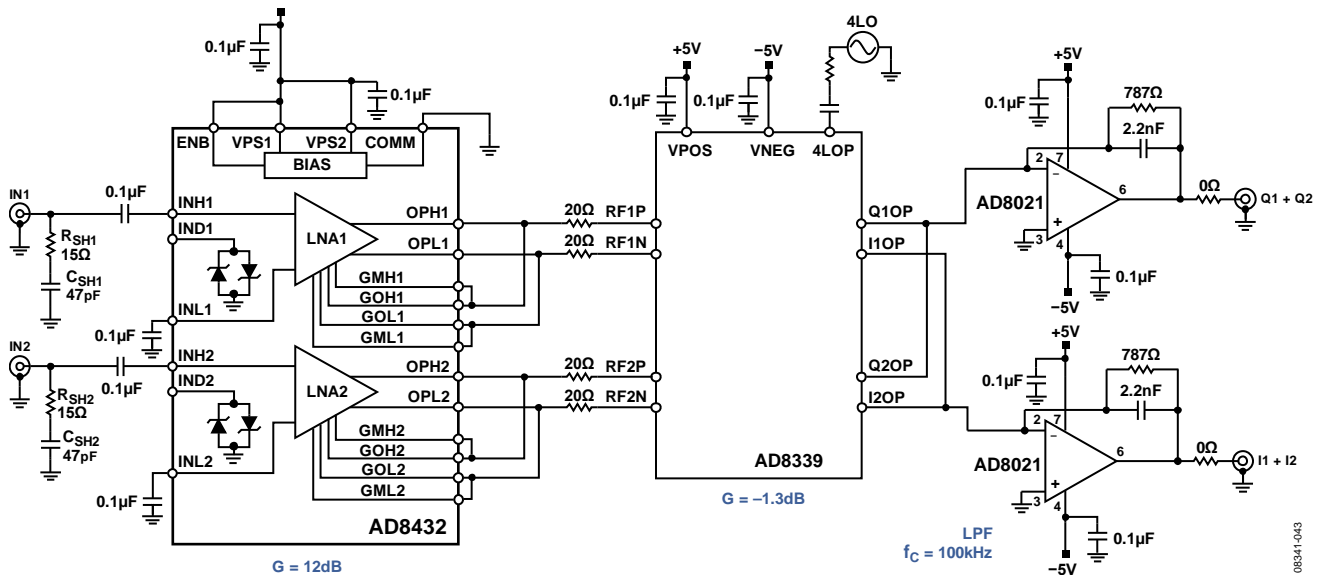 4LO
0.1µF
+5V
−5V
+5V
0.1µF
0.1µF
0.1µF
0.1µF
787Ω
2.2nF
ENB
VPS1
VPS2
COMM
BIAS
VPOS
VNEG
4LOP
2
7
−
6
0Ω
AD8021
Q1 + Q2
+
3
4
0.1µF
−5V
IN1
0.1µF
INH1
IND1
LNA1
OPH1
OPL1
20Ω
RF1P
20Ω
RF1N
Q1OP
I1OP
RSH1
15Ω
CSH1
47pF
GMH1
GOH1
GOL1
GML1
INL1
0.1µF
IN2
0.1µF
INH2
IND2
LNA2
OPH2
OPL2
20Ω
RF2P
20Ω
RF2N
Q2OP
I2OP
RSH2
15Ω
CSH2
47pF
GMH2
GOH2
GOL2
GML2
INL2
0.1µF
+5V
0.1µF
787Ω
2.2nF
2
7
−
6
0Ω
AD8021
I1 + I2
+
3
4
0.1µF
−5V
AD8432
AD8339
G = 12dB
G = −1.3dB
LPF
fC = 100kHz
08341-043